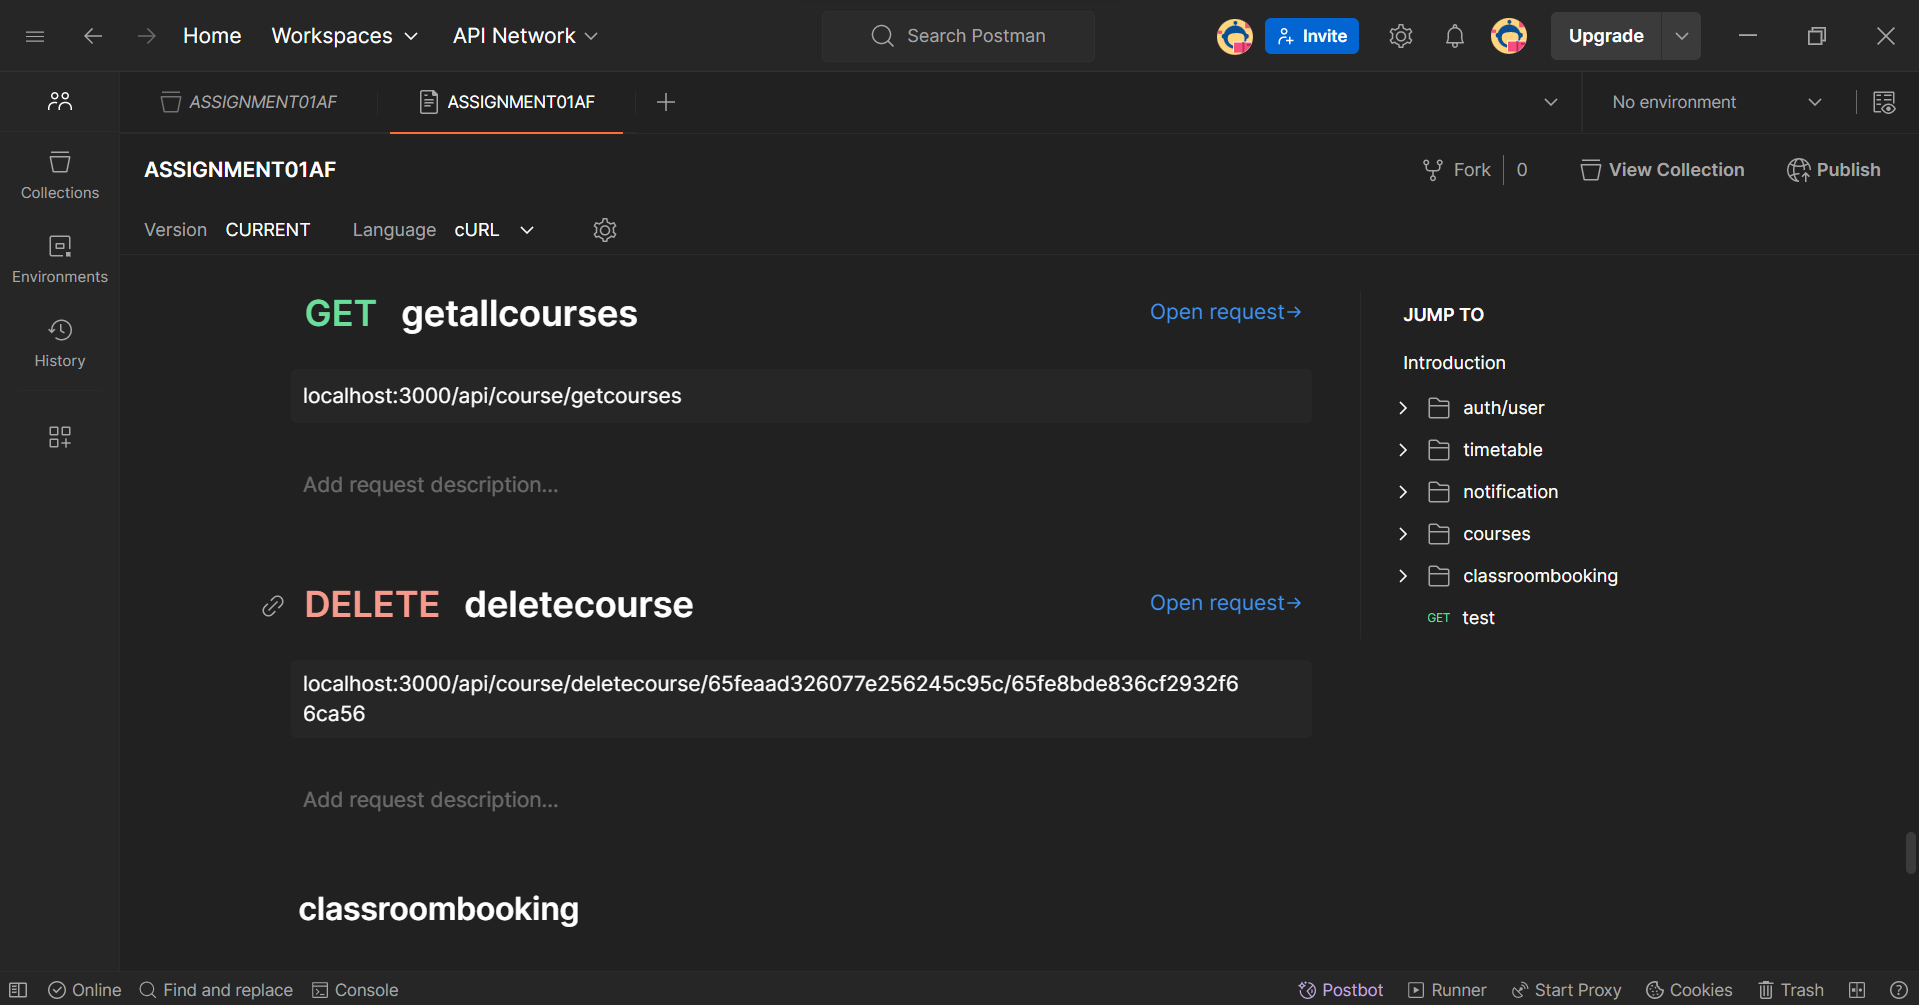 Home Workspaces API Network Search Postman Invite Upgrade
ASSIGNMENT01AF ASSIGNMENT01AF No environment
ASSIGNMENT01AF Fork 0 View Collection Publish
Collections
Version CURRENT Language cURL
Environments
History
GET getallcourses Open request→
localhost:3000/api/course/getcourses
Add request description...
DELETE deletecourse Open request→
localhost:3000/api/course/deletecourse/65feaad326077e256245c95c/65fe8bde836cf2932f6
6ca56
Add request description...
classroombooking
JUMP TO
Introduction
auth/user
timetable
notification
courses
classroombooking
GET test
Online Find and replace Console Postbot Runner Start Proxy Cookies Trash